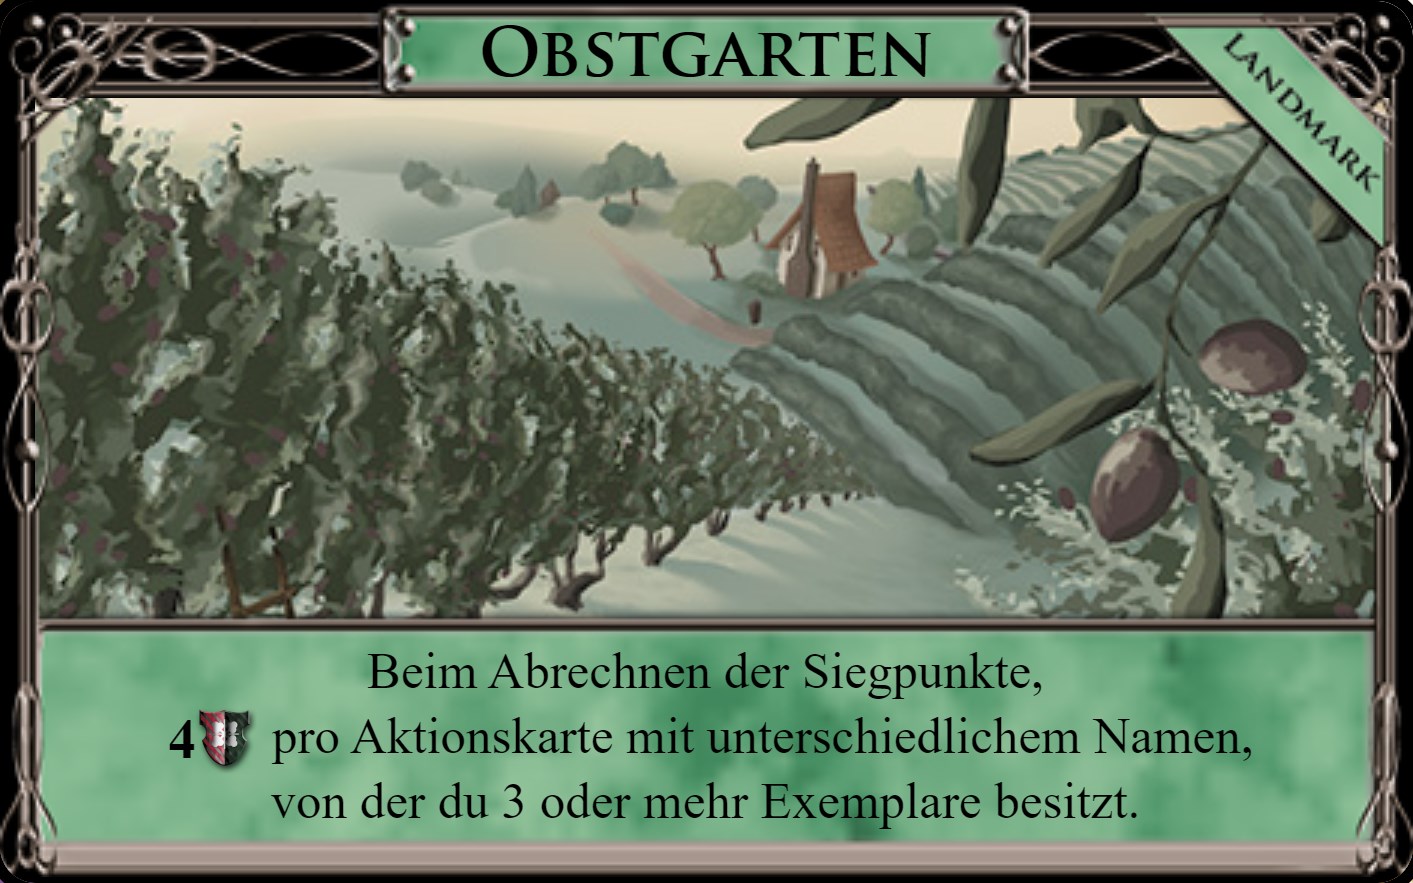 OBSTGARTEN
LANDMARK
Beim Abrechnen der Siegpunkte,
4 pro Aktionskarte mit unterschiedlichem Namen,
von der du 3 oder mehr Exemplare besitzt.